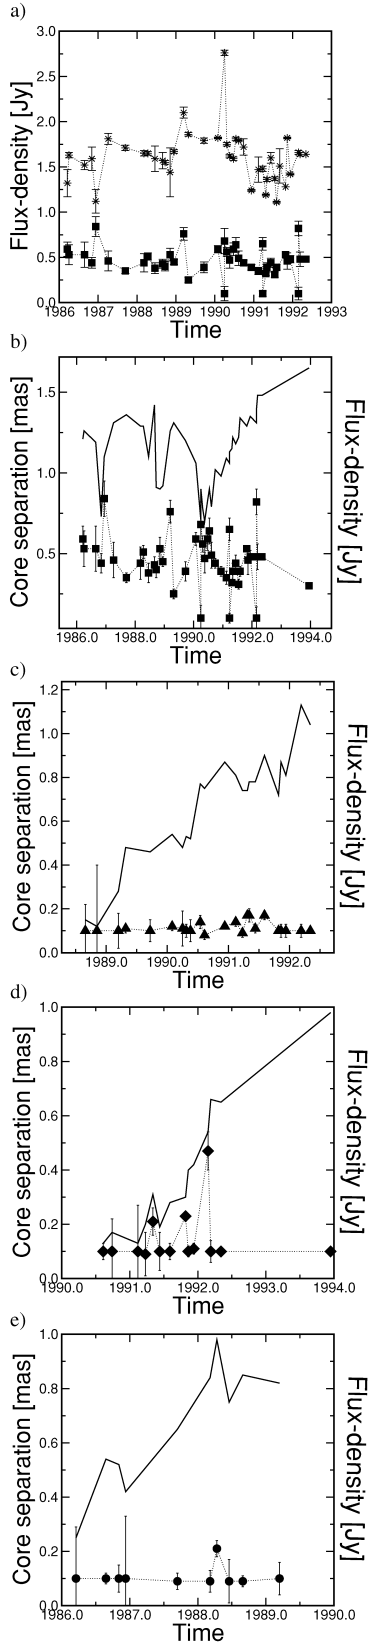 a)
3.0
2.5
2.0
1.5
1.0
0.5
0.0
Flux-density [Jy]
1986 1987 1988 1989 1990 1991 1992 1993
Time
b)
1.5
1.0
0.5
Core separation [mas]
Flux-density [Jy]
1986.0 1988.0 1990.0 1992.0 1994.0
Time
c)
1.2
1.0
0.8
0.6
0.4
0.2
0.0
Core separation [mas]
Flux-density [Jy]
1989.0 1990.0 1991.0 1992.0
Time
d)
1.0
0.8
0.6
0.4
0.2
0.0
Core separation [mas]
Flux-density [Jy]
1990.0 1991.0 1992.0 1993.0 1994.0
Time
e)
1.0
0.8
0.6
0.4
0.2
0.0
Core separation [mas]
Flux-density [Jy]
1986.0 1987.0 1988.0 1989.0 1990.0
Time